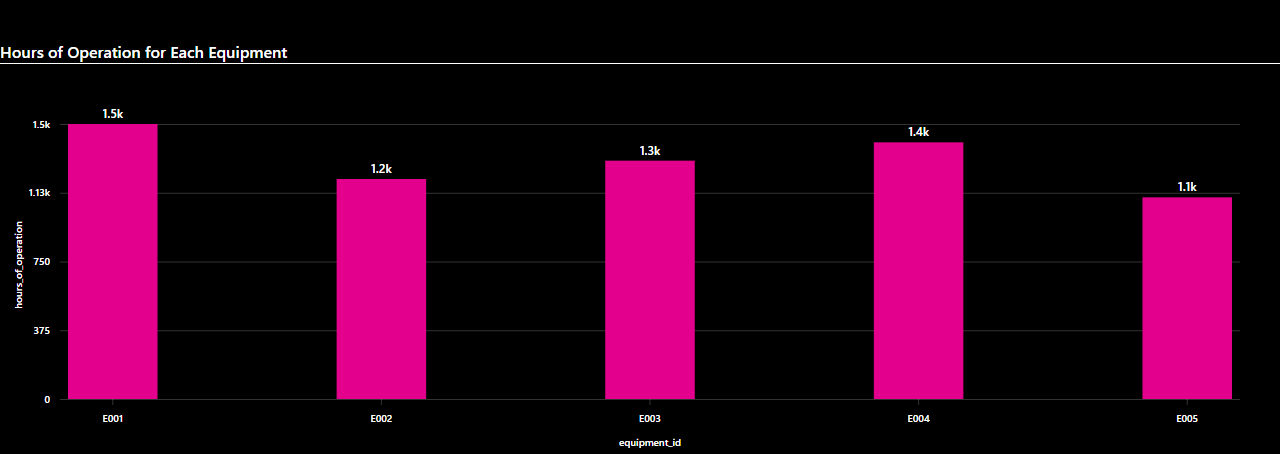 Hours of Operation for Each Equipment
1.5k
1.2k
1.3k
1.4k
1.1k
1.5k
1.13k
750
375
0
hours_of_operation
E001 E002 E003 E004 E005
equipment_id